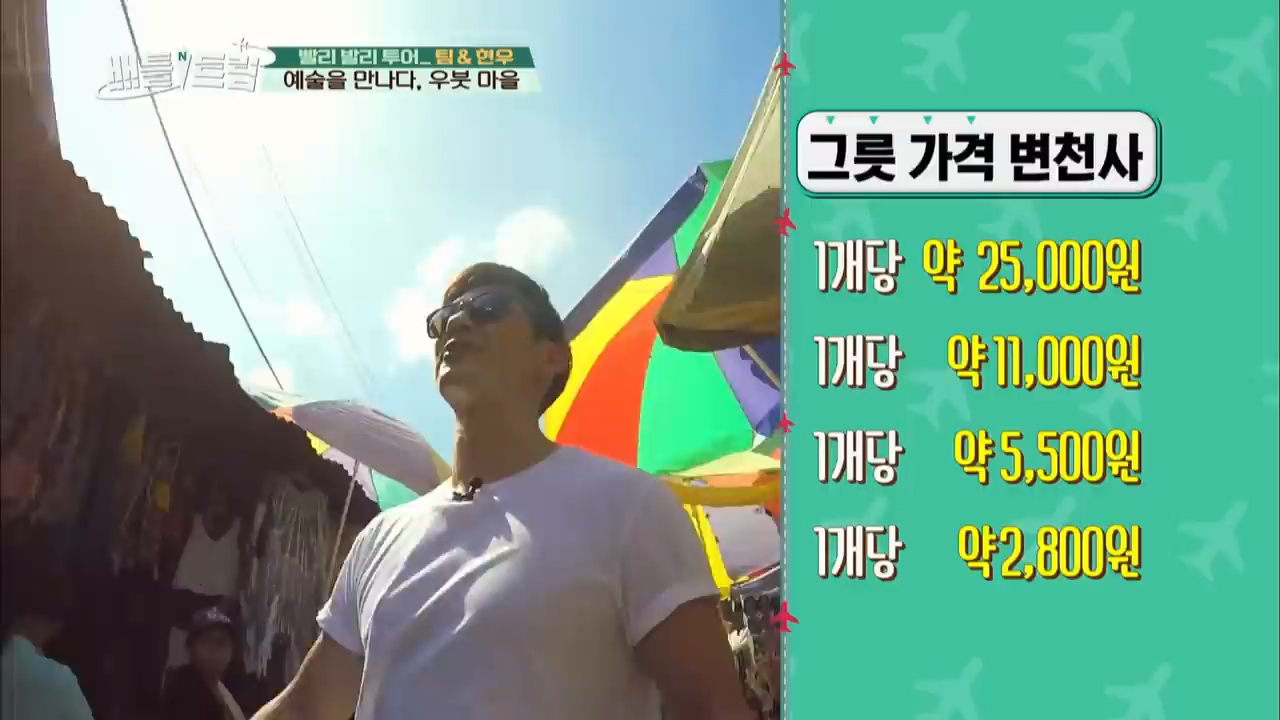 배틀트립
빨리 발리 투어_ 팀 & 현우
예술을 만나다, 우붓 마을
그릇 가격 변천사
1개당 약 25,000원
1개당 약 11,000원
1개당 약 5,500원
1개당 약 2,800원